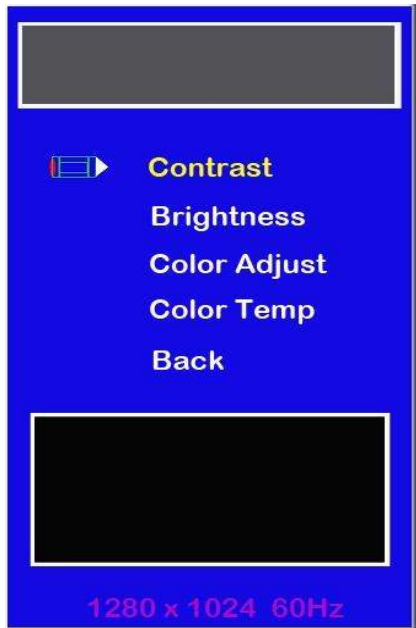 Contrast
Brightness
Color Adjust
Color Temp
Back
1280 x 1024 60Hz